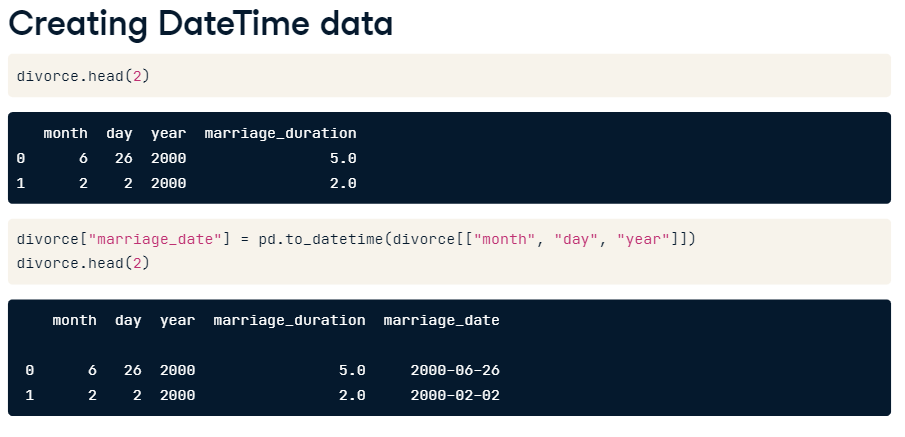 Creating DateTime data
divorce.head(2)
month day year marriage_duration
0 6 26 2000 5.0
1 2 2 2000 2.0
divorce["marriage_date"] = pd.to_datetime(divorce[["month", "day", "year"]])
divorce.head(2)
month day year marriage_duration marriage_date
0 6 26 2000 5.0 2000-06-26
1 2 2 2000 2.0 2000-02-02